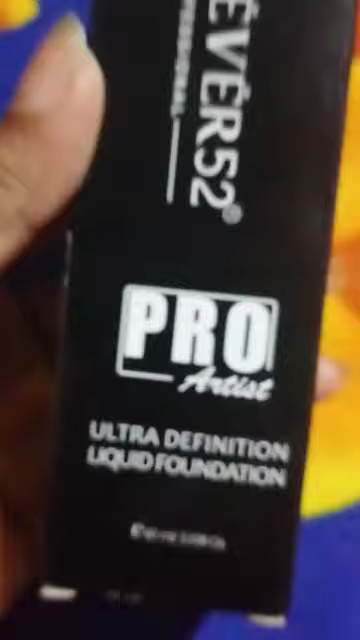 EVER52®
PRO
Artist
ULTRA DEFINITION
LIQUID FOUNDATION